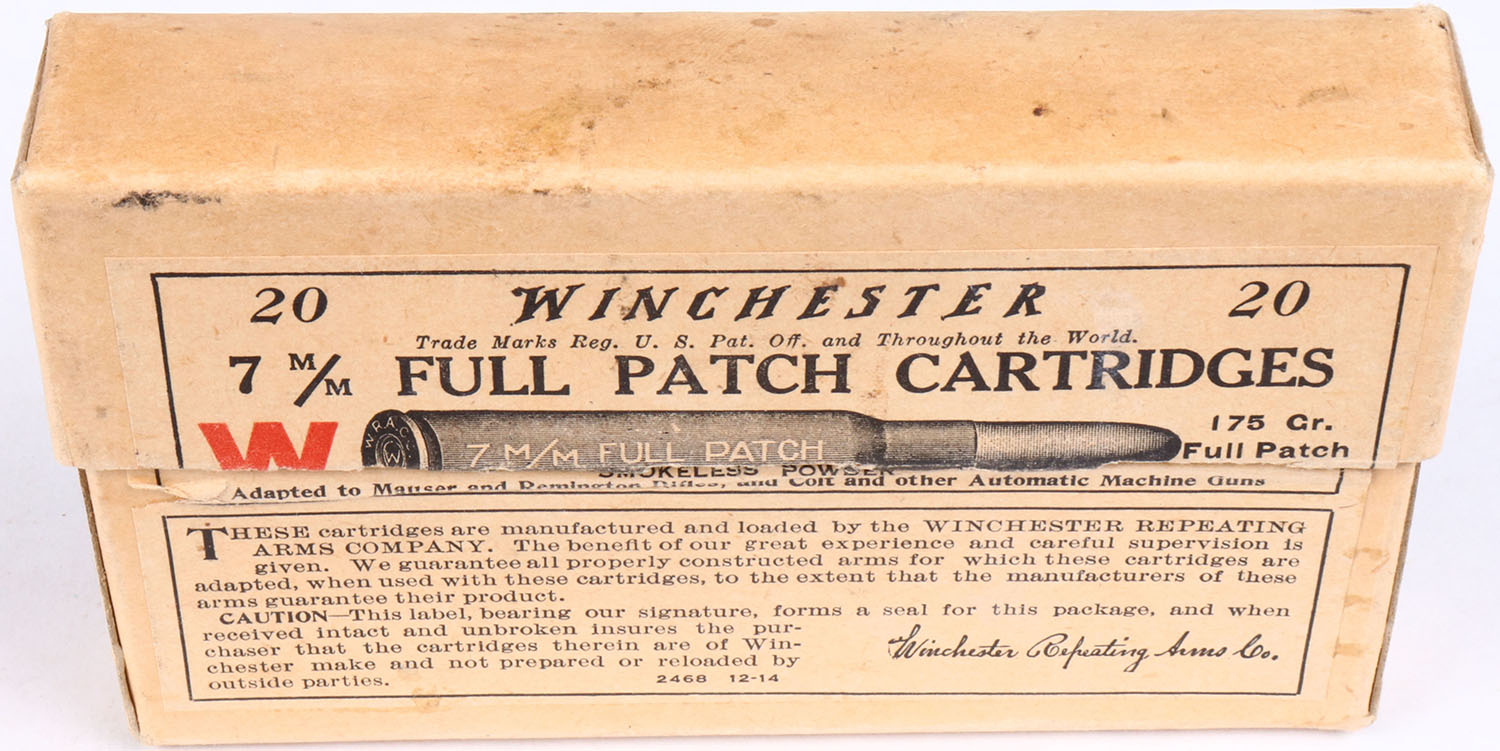 20 WINCHESTER 20
Trade Marks Reg. U. S. Pat. Off. and Throughout the World.
7 M/M FULL PATCH CARTRIDGES
W
W.R.A.Co.
W
7 M/M FULL PATCH
175 Gr.
Full Patch
SMOKELESS POWDER
Adapted to Mauser and Remington Rifles, and Colt and other Automatic Machine Guns
THESE cartridges are manufactured and loaded by the WINCHESTER REPEATING
ARMS COMPANY. The benefit of our great experience and careful supervision is
given. We guarantee all properly constructed arms for which these cartridges are
adapted, when used with these cartridges, to the extent that the manufacturers of these
arms guarantee their product.
CAUTION—This label, bearing our signature, forms a seal for this package, and when
received intact and unbroken insures the pur-
chaser that the cartridges therein are of Win-
chester make and not prepared or reloaded by
outside parties.
Winchester Repeating Arms Co.
2468 12-14